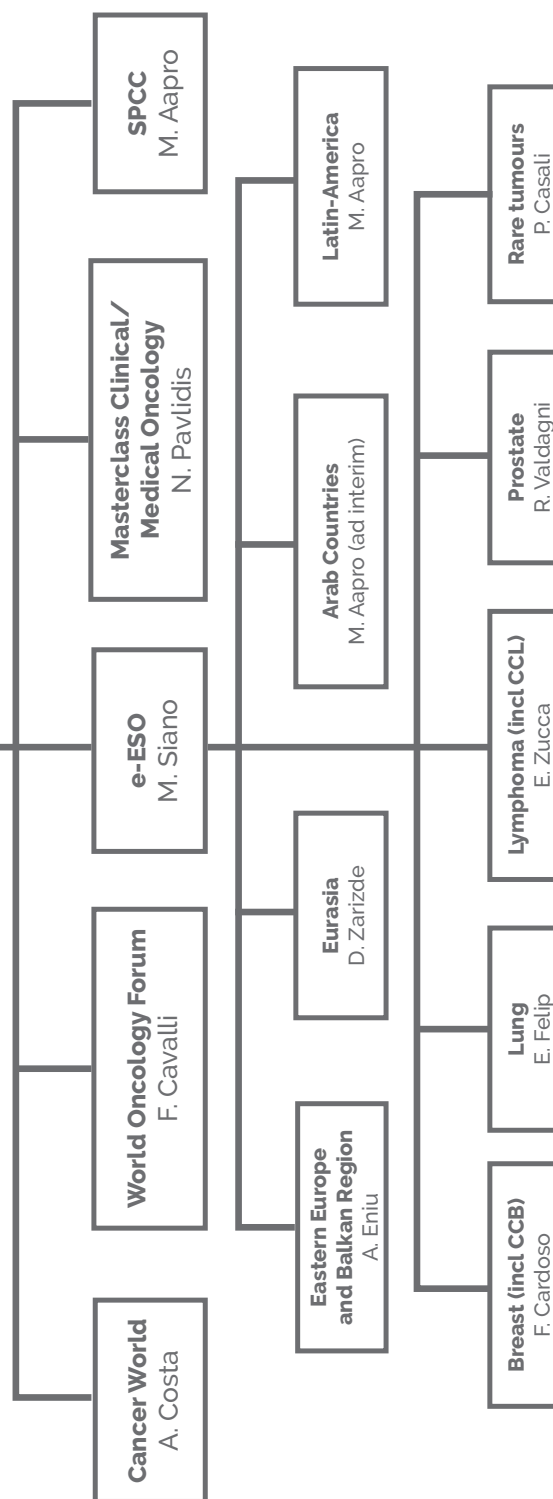 Cancer World
A. Costa
World Oncology Forum
F. Cavalli
e-ESO
M. Siano
Masterclass Clinical/
Medical Oncology
N. Pavlidis
SPCC
M. Aapro
Eastern Europe
and Balkan Region
A. Eniu
Eurasia
D. Zarizde
Arab Countries
M. Aapro (ad interim)
Latin-America
M. Aapro
Breast (incl CCB)
F. Cardoso
Lung
E. Felip
Lymphoma (incl CCL)
E. Zucca
Prostate
R. Valdagni
Rare tumours
P. Casali